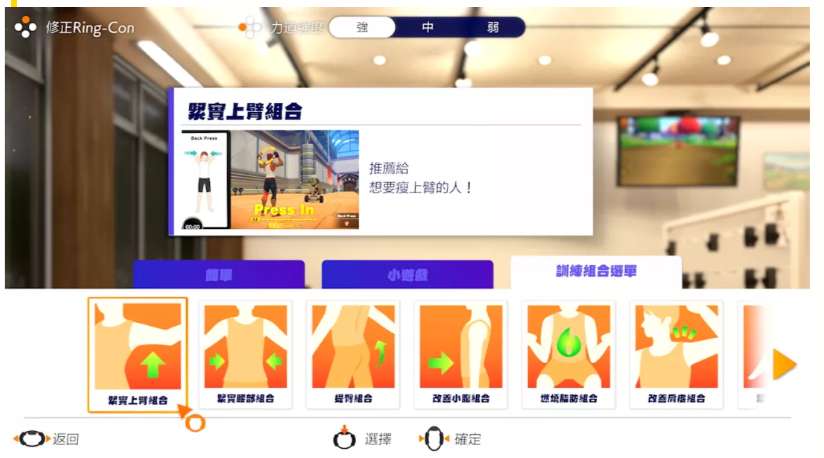 修正Ring-Con
力道強度 強 中 弱
緊實上臂組合
Back Press
推薦給
想要瘦上臂的人！
Press In
Back Press
00:00
簡單 小遊戲 訓練組合選單
緊實上臂組合 緊實腰部組合 提臀組合 改善小腹組合 燃燒脂肪組合 改善肩痠組合
返回 選擇 確定